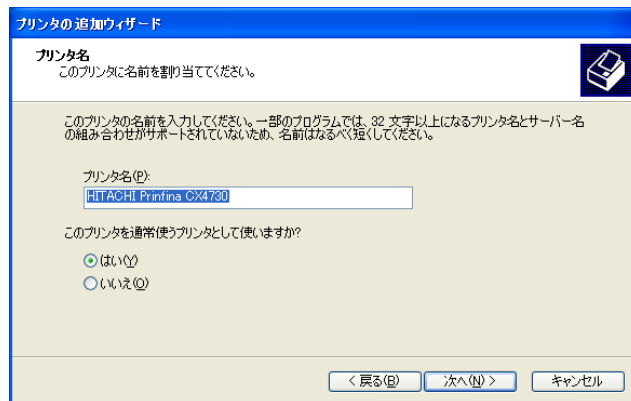 プリンタの追加ウィザード
プリンタ名
このプリンタに名前を割り当ててください。
このプリンタの名前を入力してください。一部のプログラムでは、32 文字以上になるプリンタ名とサーバー名
の組み合わせがサポートされていないため、名前はなるべく短くしてください。
プリンタ名(P):
HITACHI Prinfina CX4730
このプリンタを通常使うプリンタとして使いますか?
はい(Y)
いいえ(O)
< 戻る(B)
次へ(N) >
キャンセル